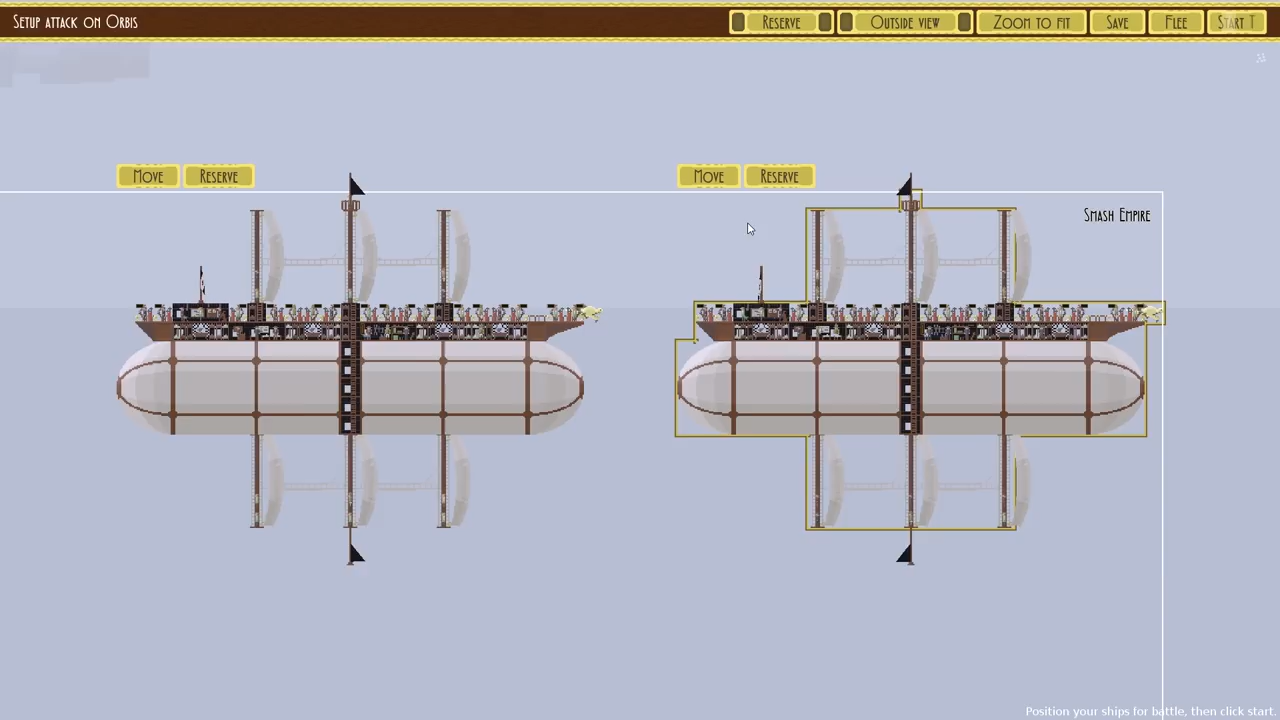 Setup attack on Orbis
Reserve
Outside view
Zoom to fit
Save
Flee
Start T
Move
Reserve
Move
Reserve
Smash Empire
Position your ships for battle, then click start.